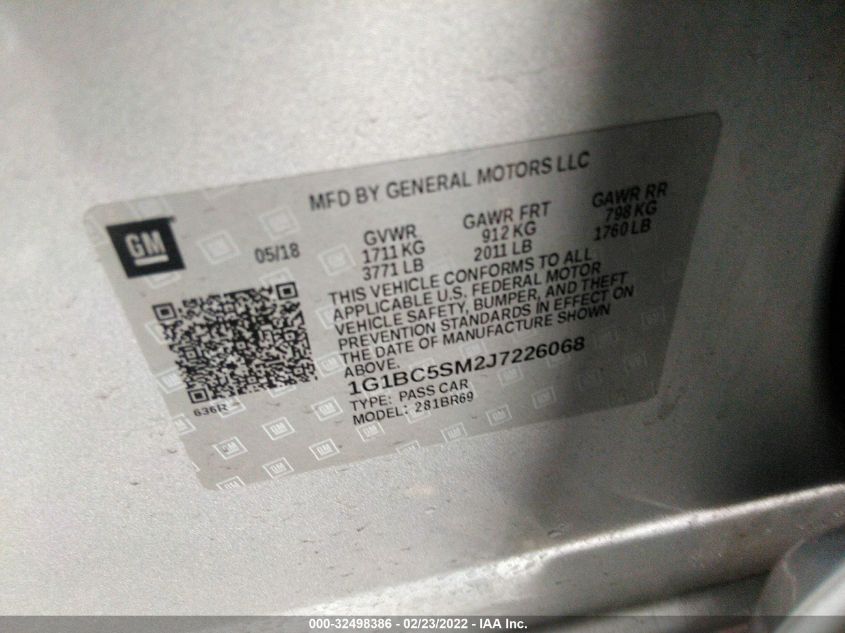 MFD BY GENERAL MOTORS LLC
GM
05/18
GVWR
1711 KG
3771 LB
GAWR FRT
912 KG
2011 LB
GAWR RR
798 KG
1760 LB
THIS VEHICLE CONFORMS TO ALL
APPLICABLE U.S. FEDERAL MOTOR
VEHICLE SAFETY, BUMPER, AND THEFT
PREVENTION STANDARDS IN EFFECT ON
THE DATE OF MANUFACTURE SHOWN
ABOVE.
1G1BC5SM2J7226068
TYPE: PASS CAR
MODEL: 281BR69
636R
000-32498386 - 02/23/2022 - IAA Inc.